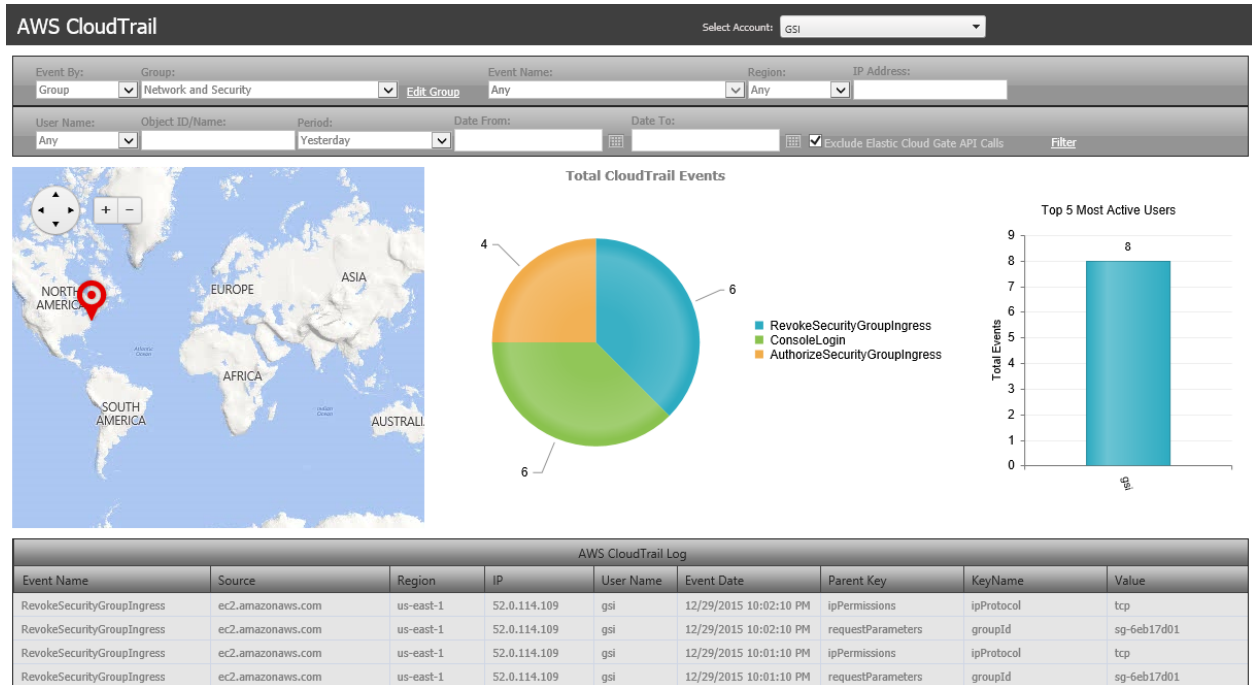 AWS CloudTrail
Select Account: GSI
Event By: Group: Event Name: Region: IP Address:
Group Network and Security Edit Group Any Any
User Name: Object ID/Name: Period: Date From: Date To:
Any Yesterday Exclude Elastic Cloud Gate API Calls Filter
+ −
NORTH
AMERICA
EUROPE
ASIA
Atlantic
Ocean
AFRICA
SOUTH
AMERICA
Indian
Ocean
AUSTRALI
Total CloudTrail Events
4
6
6
RevokeSecurityGroupIngress
ConsoleLogin
AuthorizeSecurityGroupIngress
Top 5 Most Active Users
Total Events
9
8
7
6
5
4
3
2
1
0
8
gsi
AWS CloudTrail Log
Event Name Source Region IP User Name Event Date Parent Key KeyName Value
RevokeSecurityGroupIngress ec2.amazonaws.com us-east-1 52.0.114.109 gsi 12/29/2015 10:02:10 PM ipPermissions ipProtocol tcp
RevokeSecurityGroupIngress ec2.amazonaws.com us-east-1 52.0.114.109 gsi 12/29/2015 10:02:10 PM requestParameters groupId sg-6eb17d01
RevokeSecurityGroupIngress ec2.amazonaws.com us-east-1 52.0.114.109 gsi 12/29/2015 10:01:10 PM ipPermissions ipProtocol tcp
RevokeSecurityGroupIngress ec2.amazonaws.com us-east-1 52.0.114.109 gsi 12/29/2015 10:01:10 PM requestParameters groupId sg-6eb17d01